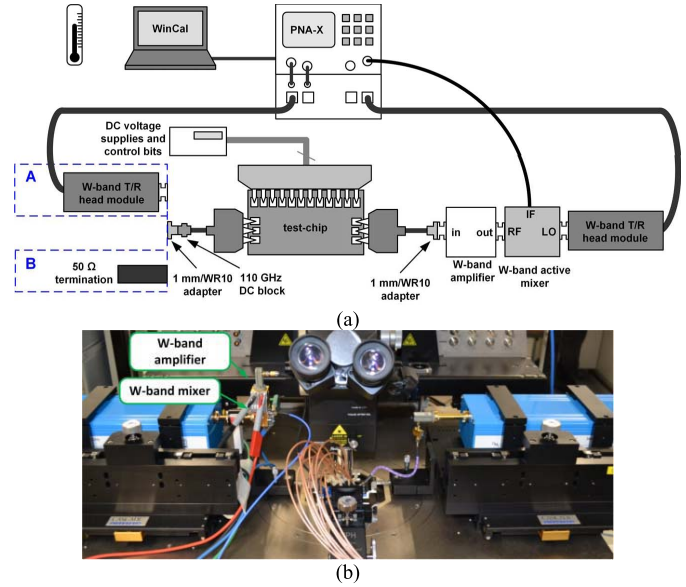 WinCal
PNA-X
DC voltage
supplies and
control bits
A
W-band T/R
head module
test-chip
IF
in
out
RF
LO
W-band T/R
head module
B
50 Ω
termination
1 mm/WR10
adapter
110 GHz
DC block
1 mm/WR10
adapter
W-band
amplifier
W-band active
mixer
(a)
W-band
amplifier
W-band mixer
(b)